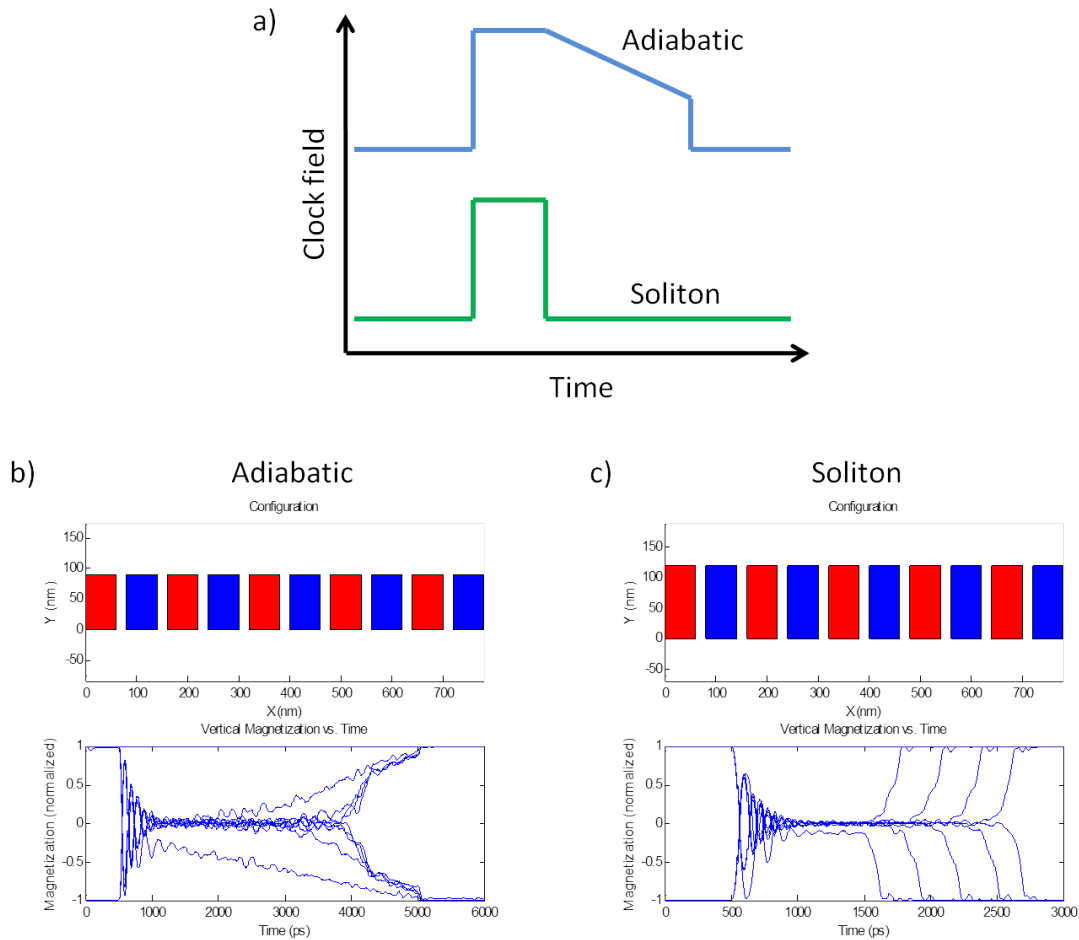 a)
Adiabatic
Clock field
Soliton
Time
b) Adiabatic
Configuration
Y (nm)
150
100
50
0
-50
0 100 200 300 400 500 600 700
X (nm)
Vertical Magnetization vs. Time
Magnetization (normalized)
1
0.5
0
-0.5
-1
0 1000 2000 3000 4000 5000 6000
Time (ps)
c) Soliton
Configuration
Y (nm)
150
100
50
0
-50
0 100 200 300 400 500 600 700
X (nm)
Vertical Magnetization vs. Time
Magnetization (normalized)
1
0.5
0
-0.5
-1
0 500 1000 1500 2000 2500 3000
Time (ps)